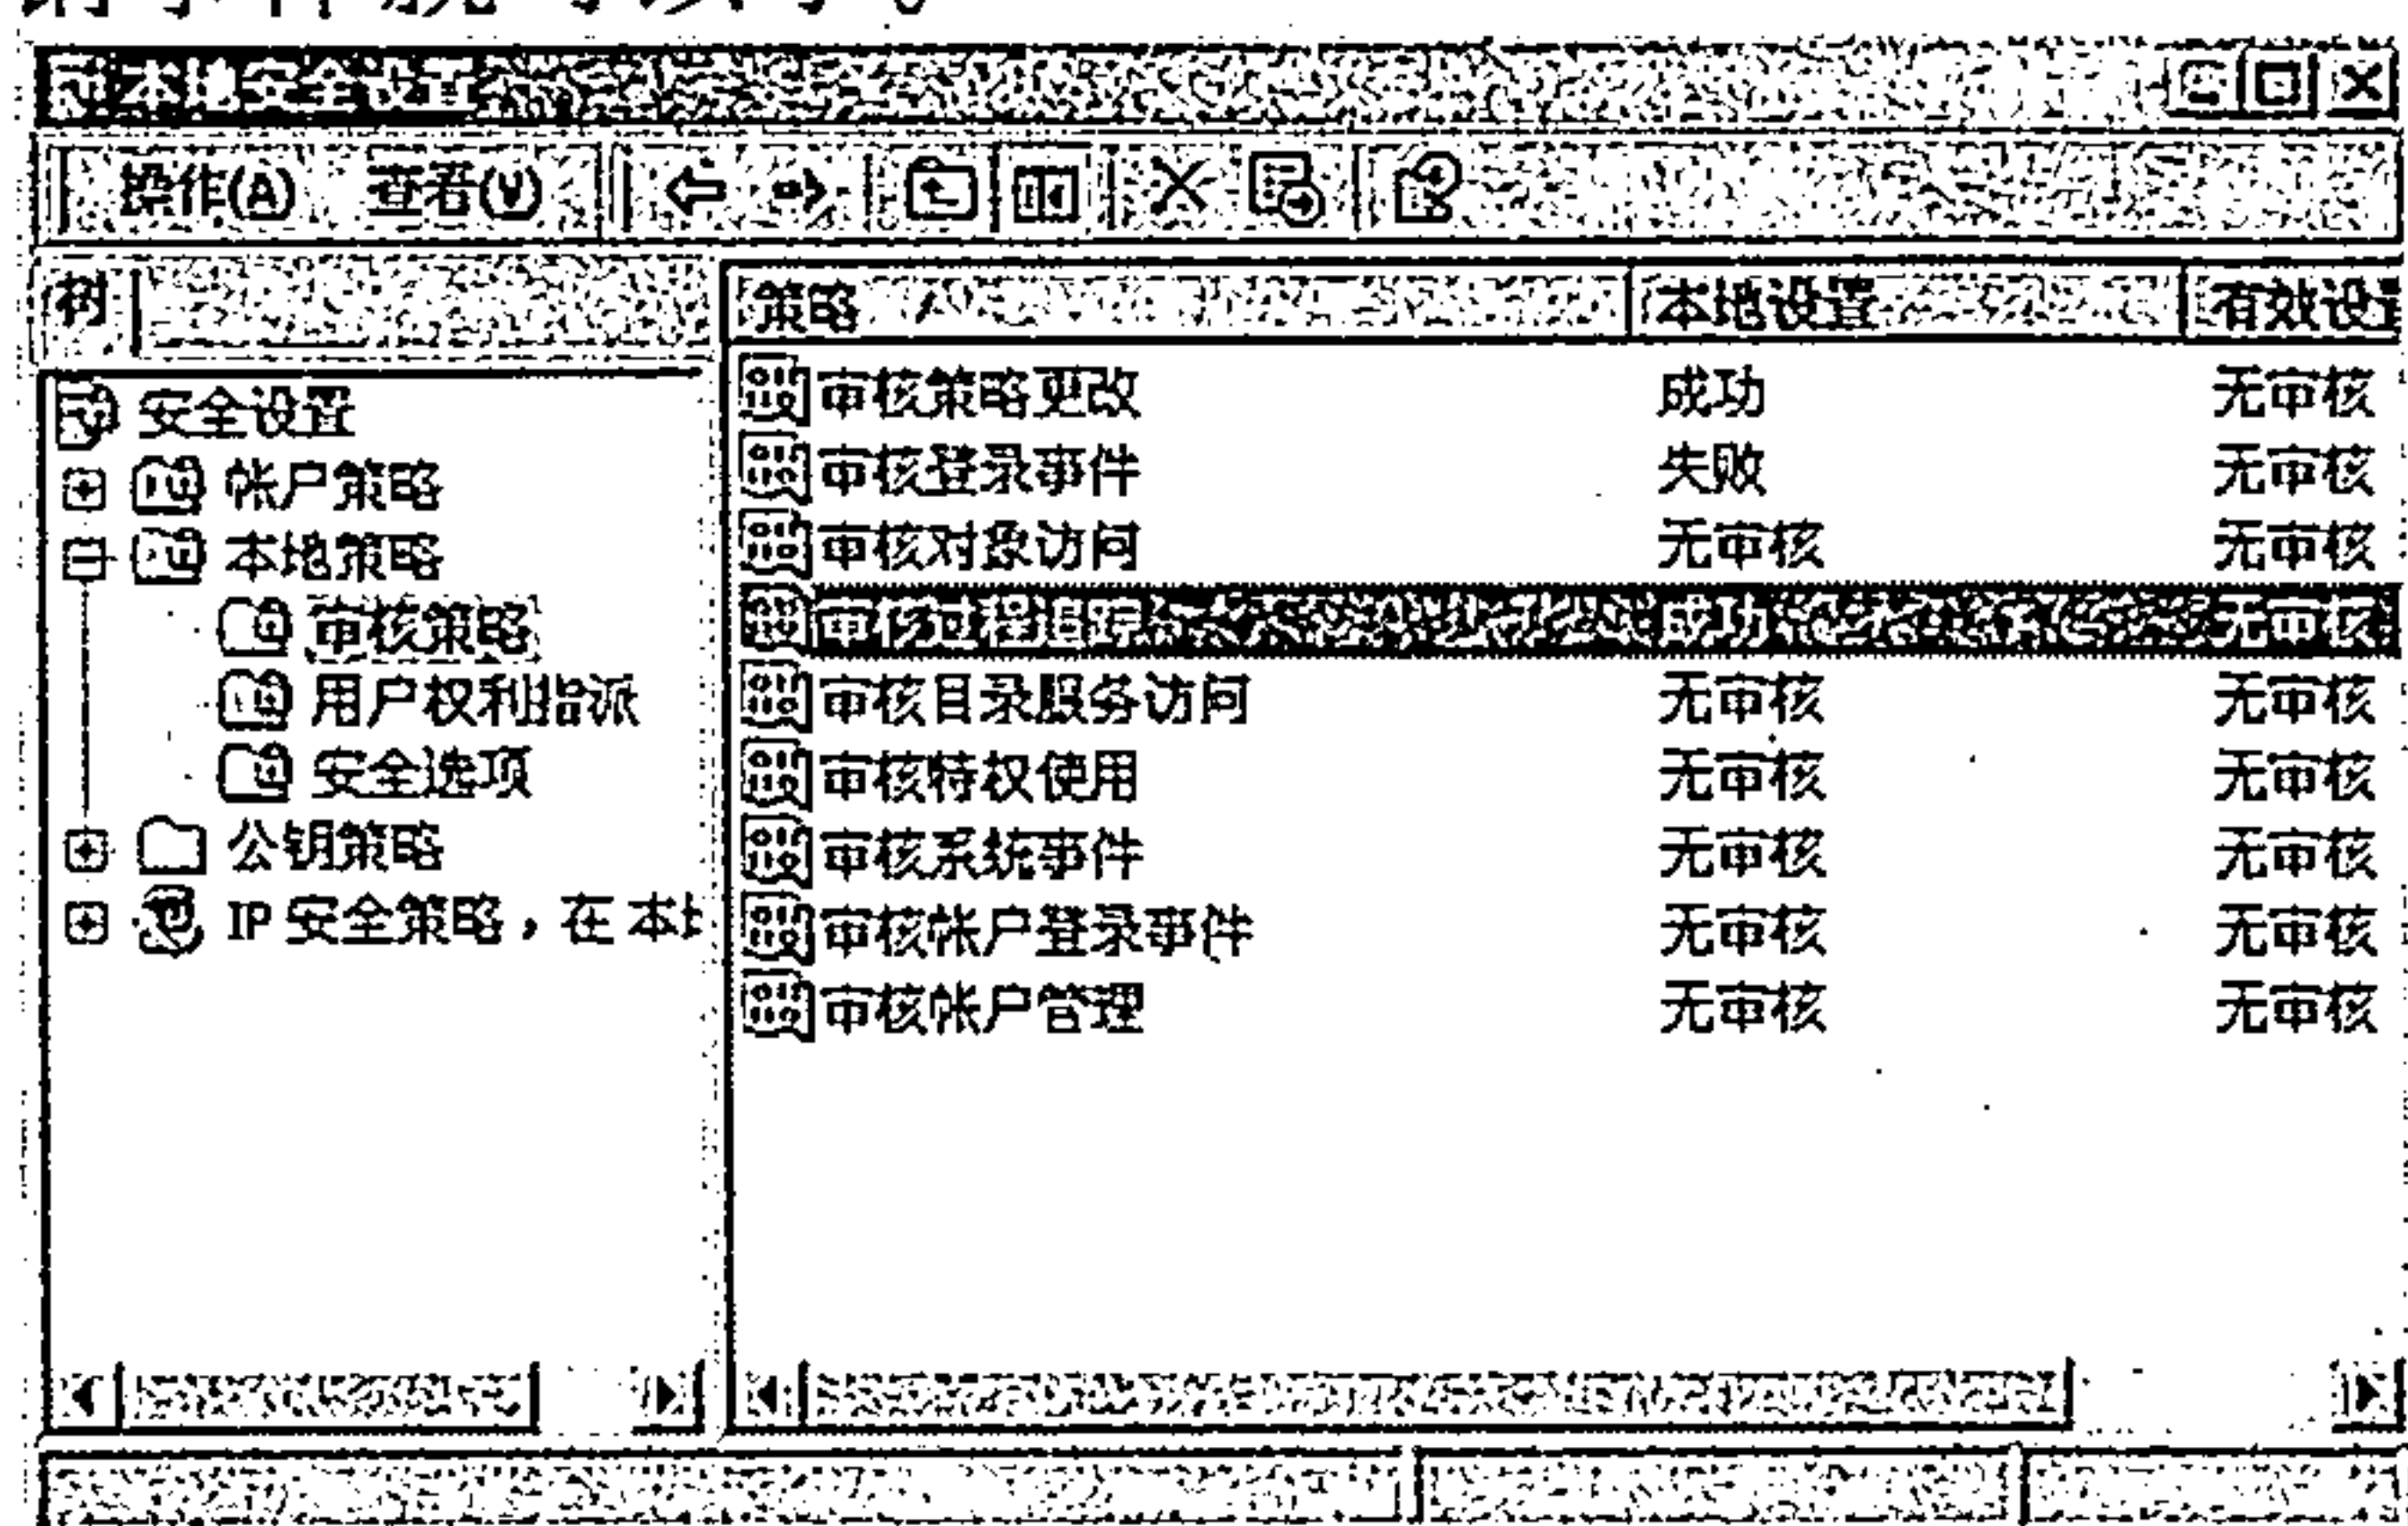 本地安全设置
操作(A) 查看(V)
树
安全设置
帐户策略
本地策略
审核策略
用户权利指派
安全选项
公钥策略
IP 安全策略，在 本
策略 本地设置 有效设置
审核策略更改 成功 无审核
审核登录事件 失败 无审核
审核对象访问 无审核 无审核
审核过程追踪 成功 无审核
审核目录服务访问 无审核 无审核
审核特权使用 无审核 无审核
审核系统事件 无审核 无审核
审核帐户登录事件 无审核 无审核
审核帐户管理 无审核 无审核